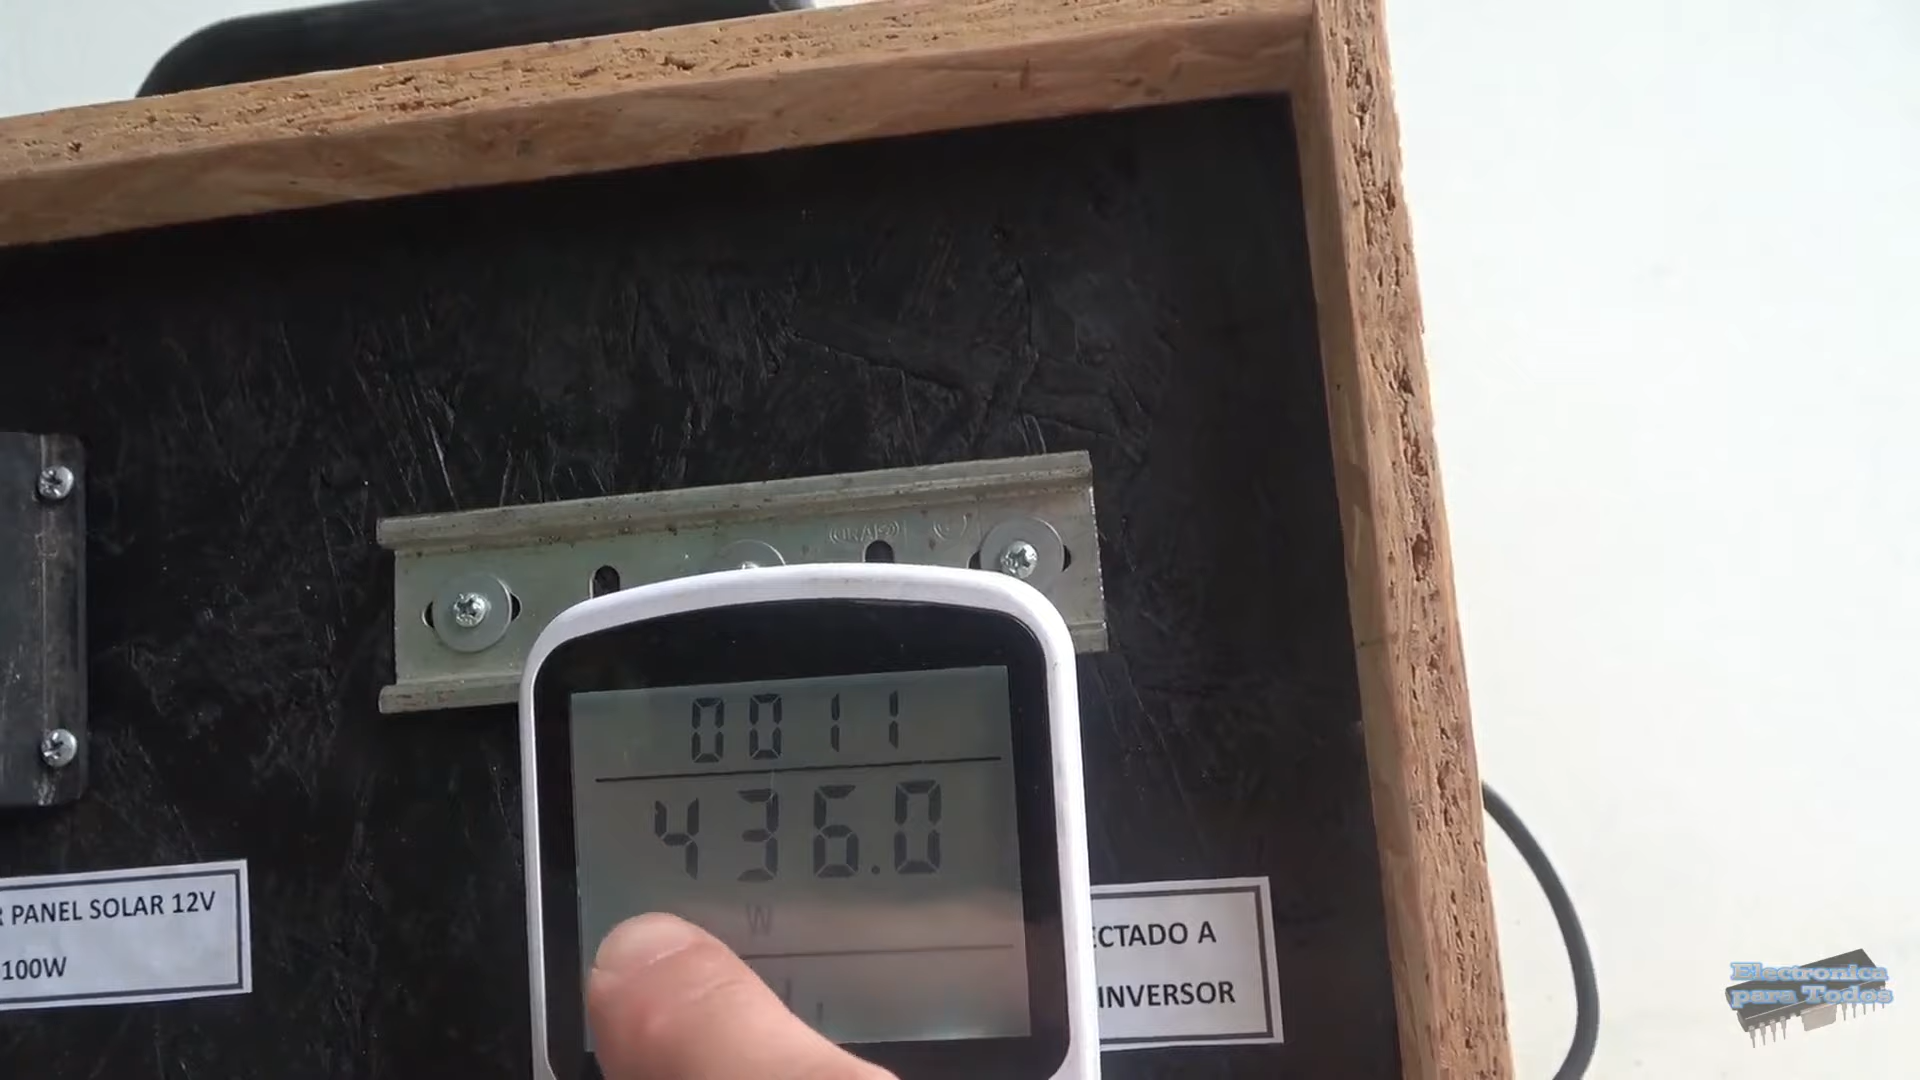 0011
436.0
W
R PANEL SOLAR 12V
100W
ECTADO A
INVERSOR
Electronica
para Todos